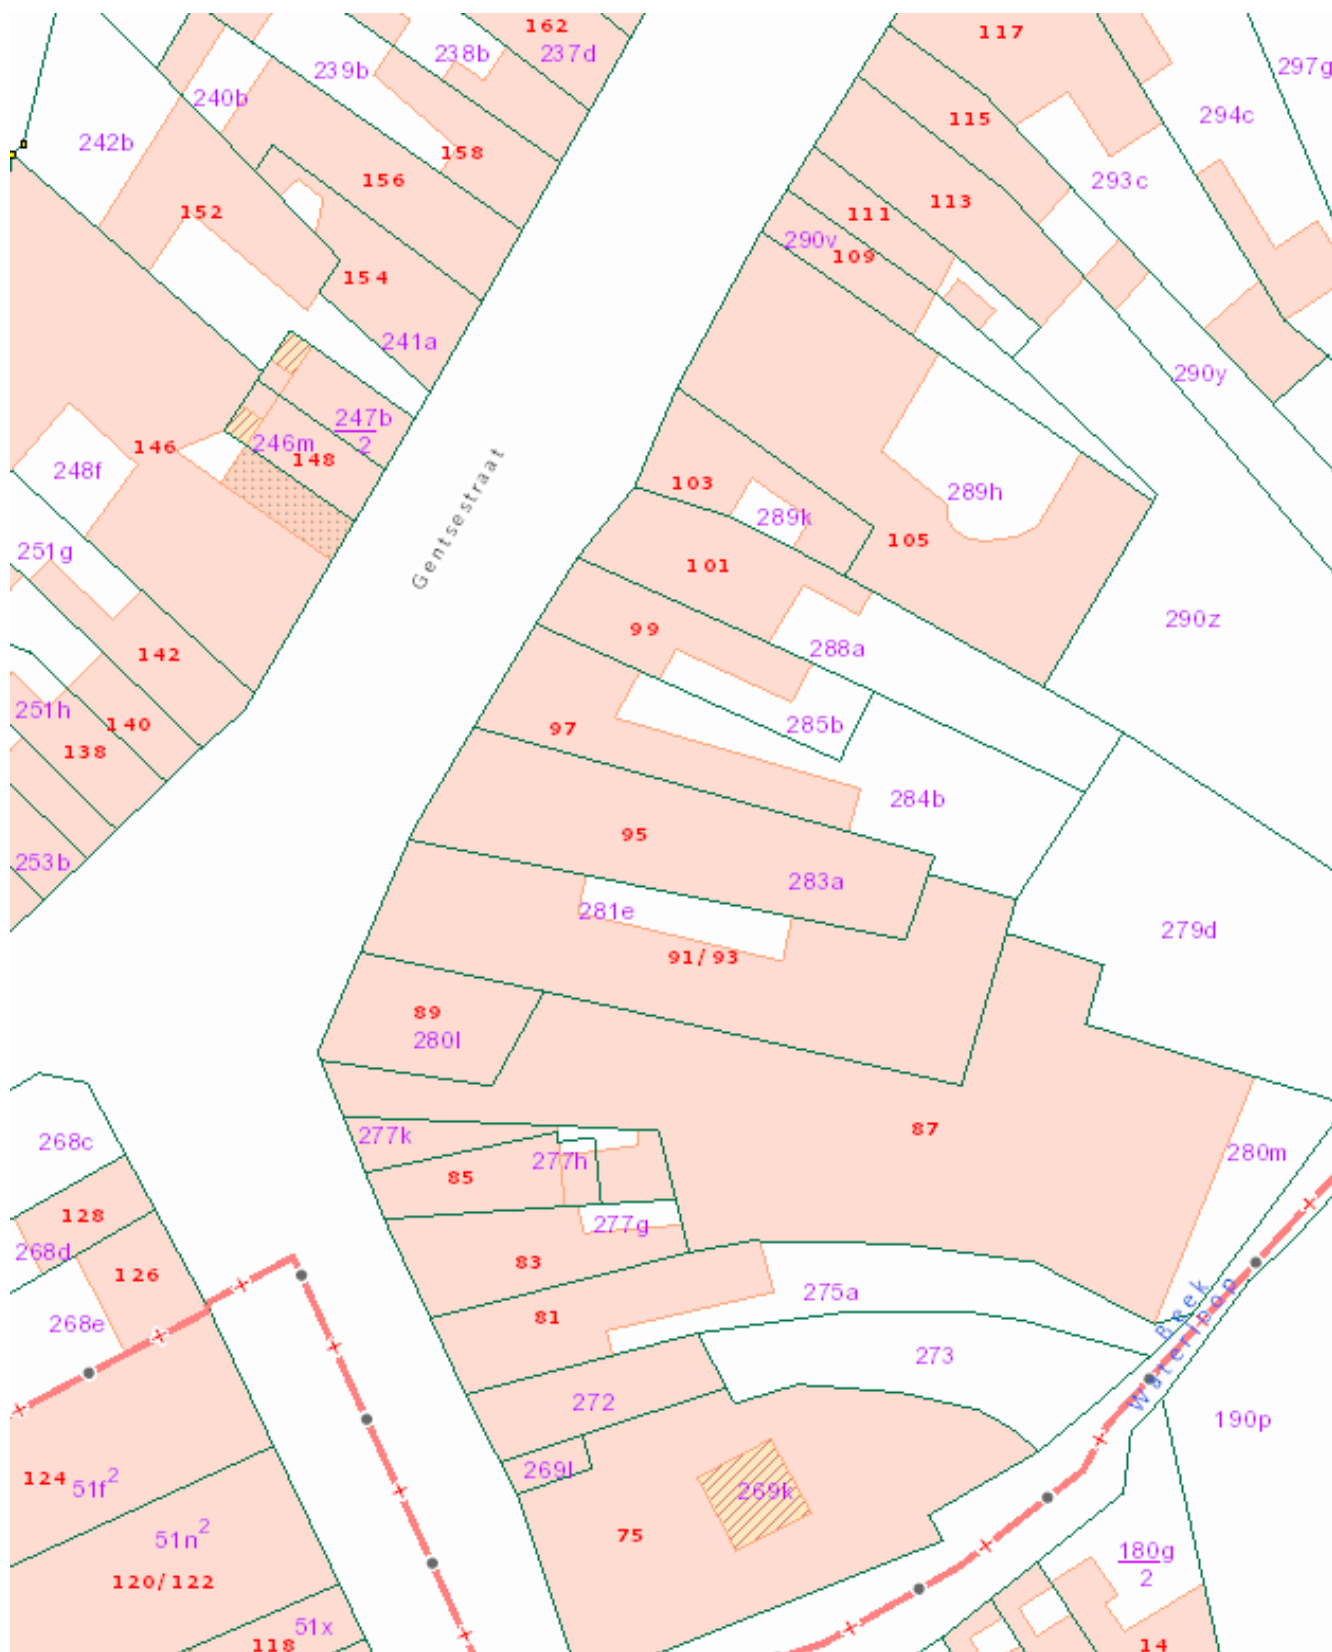 162
117
238b
237d
297g
239b
240b
294c
115
242b
158
293c
156
113
152
111
290v
109
154
241a
290y
247b
2
246m
148
146
248f
Gentsestraat
103
289h
289k
105
251g
101
290z
99
288a
142
251h
140
285b
97
138
284b
95
253b
283a
281e
279d
91/93
89
280l
87
277k
268c
280m
277h
85
128
277g
268d
83
126
275a
Beek
Waterloop
268e
81
273
272
190p
124
51f²
269l
269k
51n²
75
180g
2
120/122
51x
118
14